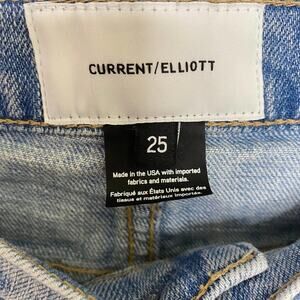 CURRENT/ELLIOTT
25
Made in the USA with imported
fabrics and materials.
Fabriqué aux États Unis avec des
tissus et matériaux importés.